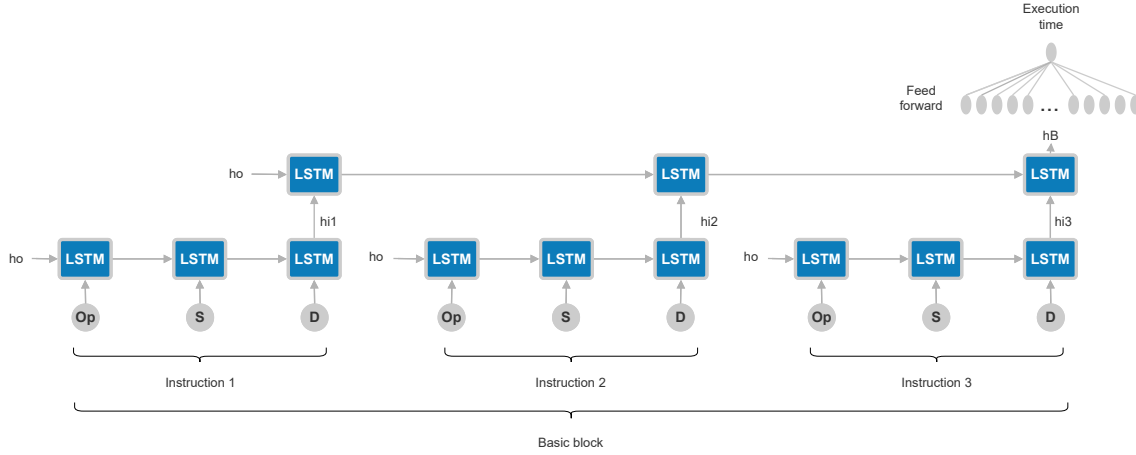 Execution
time
Feed
forward
...
hB
ho
LSTM
LSTM
LSTM
hi1
hi2
hi3
ho
LSTM
LSTM
LSTM
ho
LSTM
LSTM
LSTM
ho
LSTM
LSTM
LSTM
Op
S
D
Op
S
D
Op
S
D
Instruction 1
Instruction 2
Instruction 3
Basic block